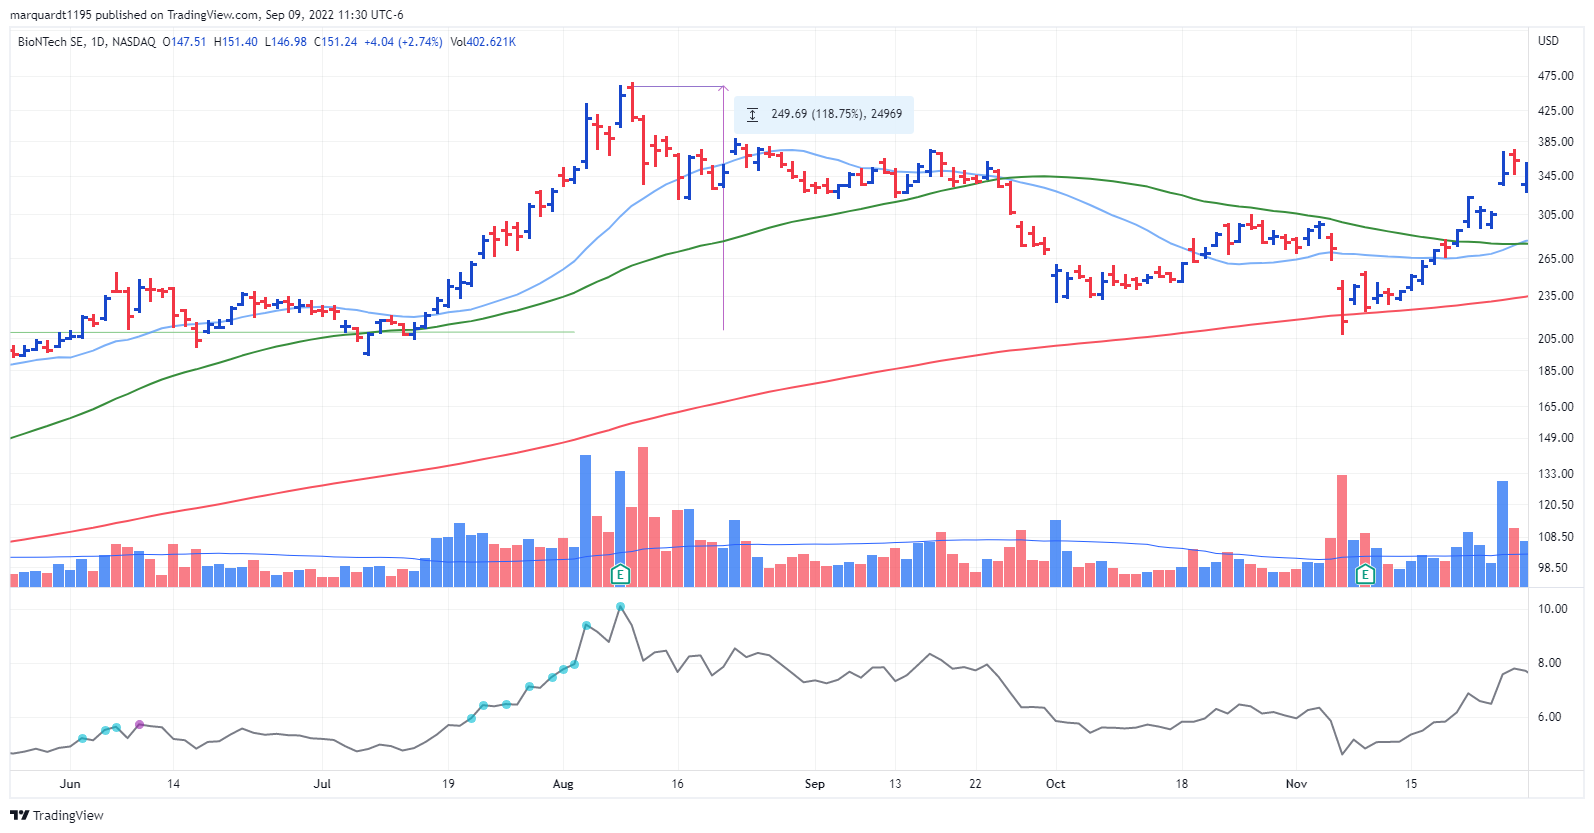 marquardt1195 published on TradingView.com, Sep 09, 2022 11:30 UTC-6
BioNTech SE, 1D, NASDAQ O147.51 H151.40 L146.98 C151.24 +4.04 (+2.74%) Vol402.621K
USD
475.00
249.69 (118.75%), 24969
425.00
385.00
345.00
305.00
265.00
235.00
205.00
185.00
165.00
149.00
133.00
120.50
108.50
98.50
E
E
10.00
8.00
6.00
Jun 14 Jul 19 Aug 16 Sep 13 22 Oct 18 Nov 15
TradingView